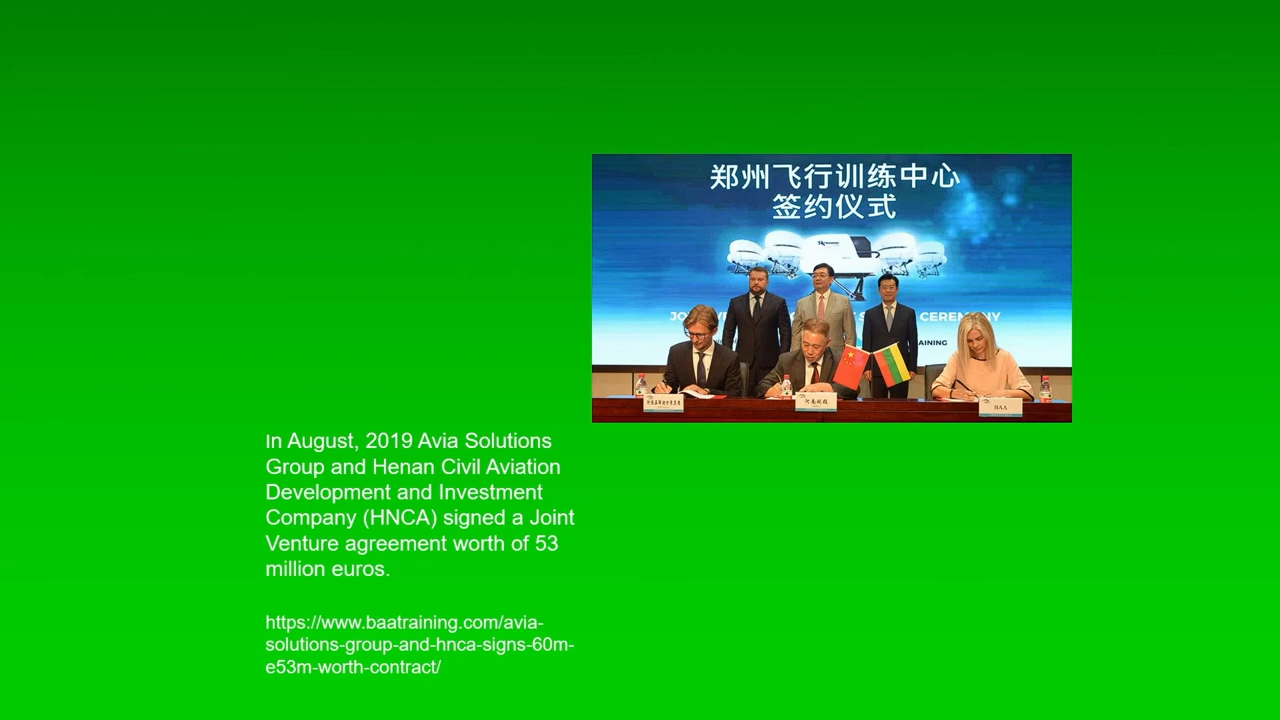 郑州飞行训练中心
签约仪式
CEREMONY
AINING
BAA
In August, 2019 Avia Solutions
Group and Henan Civil Aviation
Development and Investment
Company (HNCA) signed a Joint
Venture agreement worth of 53
million euros.
https://www.baatraining.com/avia-
solutions-group-and-hnca-signs-60m-
e53m-worth-contract/